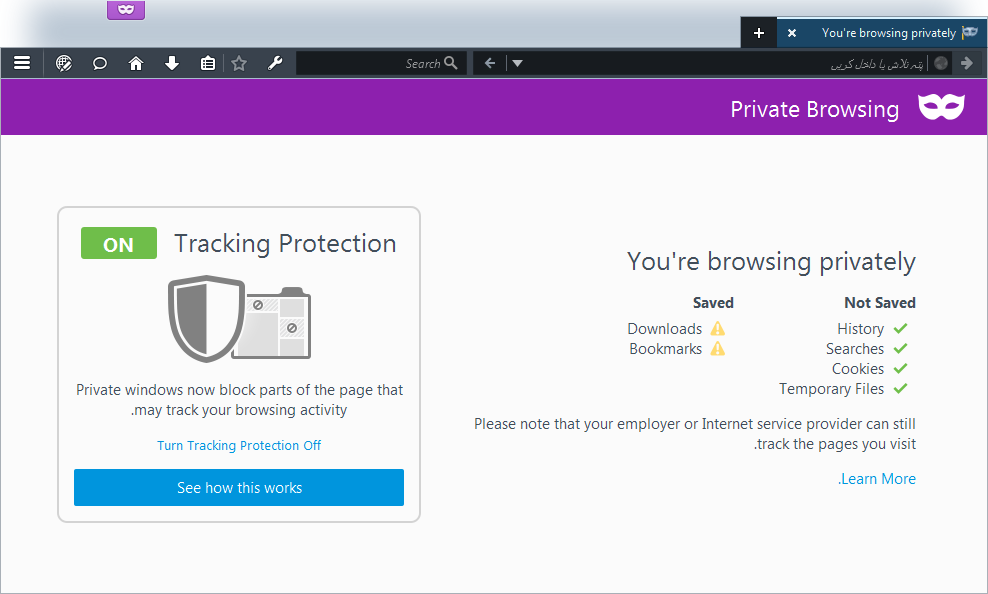 You're browsing privately
Search
پتہ تلاش یا داخل کریں
Private Browsing
ON
Tracking Protection
Private windows now block parts of the page that
.may track your browsing activity
Turn Tracking Protection Off
See how this works
You're browsing privately
Saved
Not Saved
Downloads
History
Bookmarks
Searches
Cookies
Temporary Files
Please note that your employer or Internet service provider can still
.track the pages you visit
.Learn More